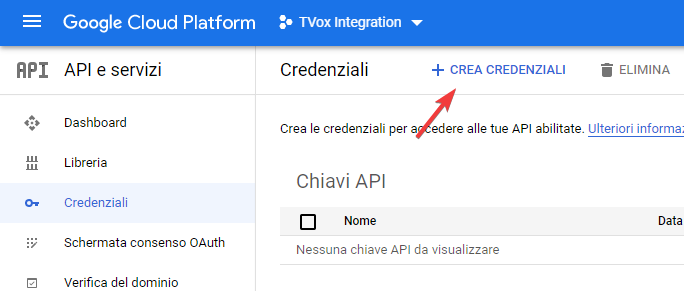 Google Cloud Platform
TVox Integration
API
API e servizi
Credenziali
CREA CREDENZIALI
ELIMINA
Dashboard
Crea le credenziali per accedere alle tue API abilitate. Ulteriori informaz
Libreria
Chiavi API
Credenziali
Nome
Data
Schermata consenso OAuth
Nessuna chiave API da visualizzare
Verifica del dominio